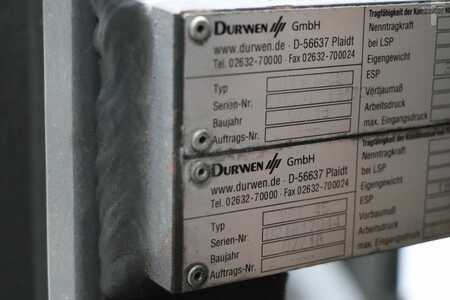 DURWEN GmbH
www.durwen.de · D-56637 Plaidt
Tel. 02632-70000 · Fax 02632-700024
Typ
Serien-Nr.
Baujahr
Auftrags-Nr.
Tragfähigkeit der
Nenntragkraft
bei LSP
Eigengewicht
ESP
Vorbaumaß
Arbeitsdruck
max. Eingangsdruck
DURWEN GmbH
www.durwen.de · D-56637 Plaidt
Tel. 02632-70000 · Fax 02632-700024
Typ
Serien-Nr.
Baujahr
Auftrags-Nr.
Tragfähigkeit der
Nenntragkraft
bei LSP
Eigengewicht
ESP
Vorbaumaß
Arbeitsdruck
max. Eingangsdruck